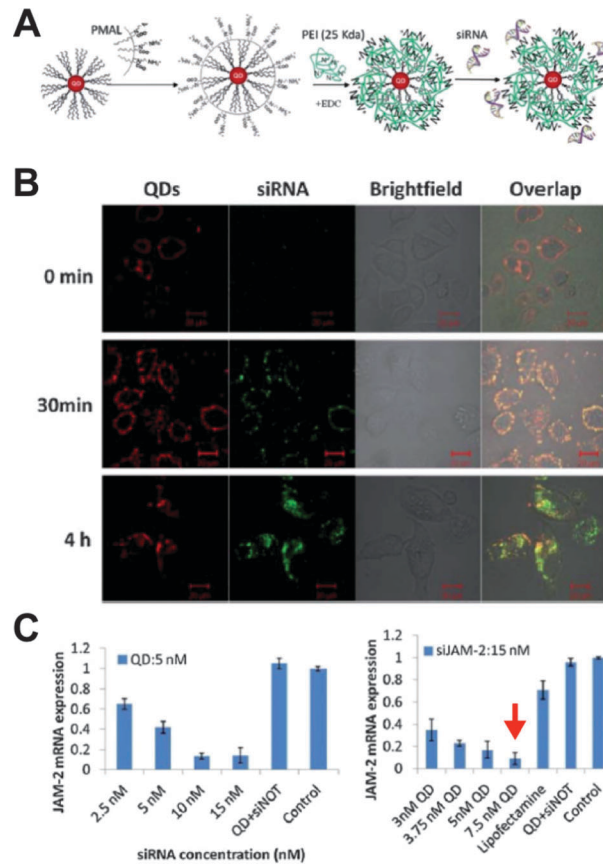 A
PMAL
PEI (25 Kda)
siRNA
QD
QD
+EDC
QD
QD
B
QDs siRNA Brightfield Overlap
0 min
30min
4 h
C
JAM-2 mRNA expression
1.2
1
0.8
0.6
0.4
0.2
0
QD:5 nM
2.5 nM
5 nM
10 nM
15 nM
QD+siNOT
Control
siRNA concentration (nM)
JAM-2 mRNA expression
1
0.8
0.6
0.4
0.2
0
siJAM-2:15 nM
3nM QD
3.75 nM QD
5nM QD
7.5 nM QD
Lipofectamine
QD+siNOT
Control